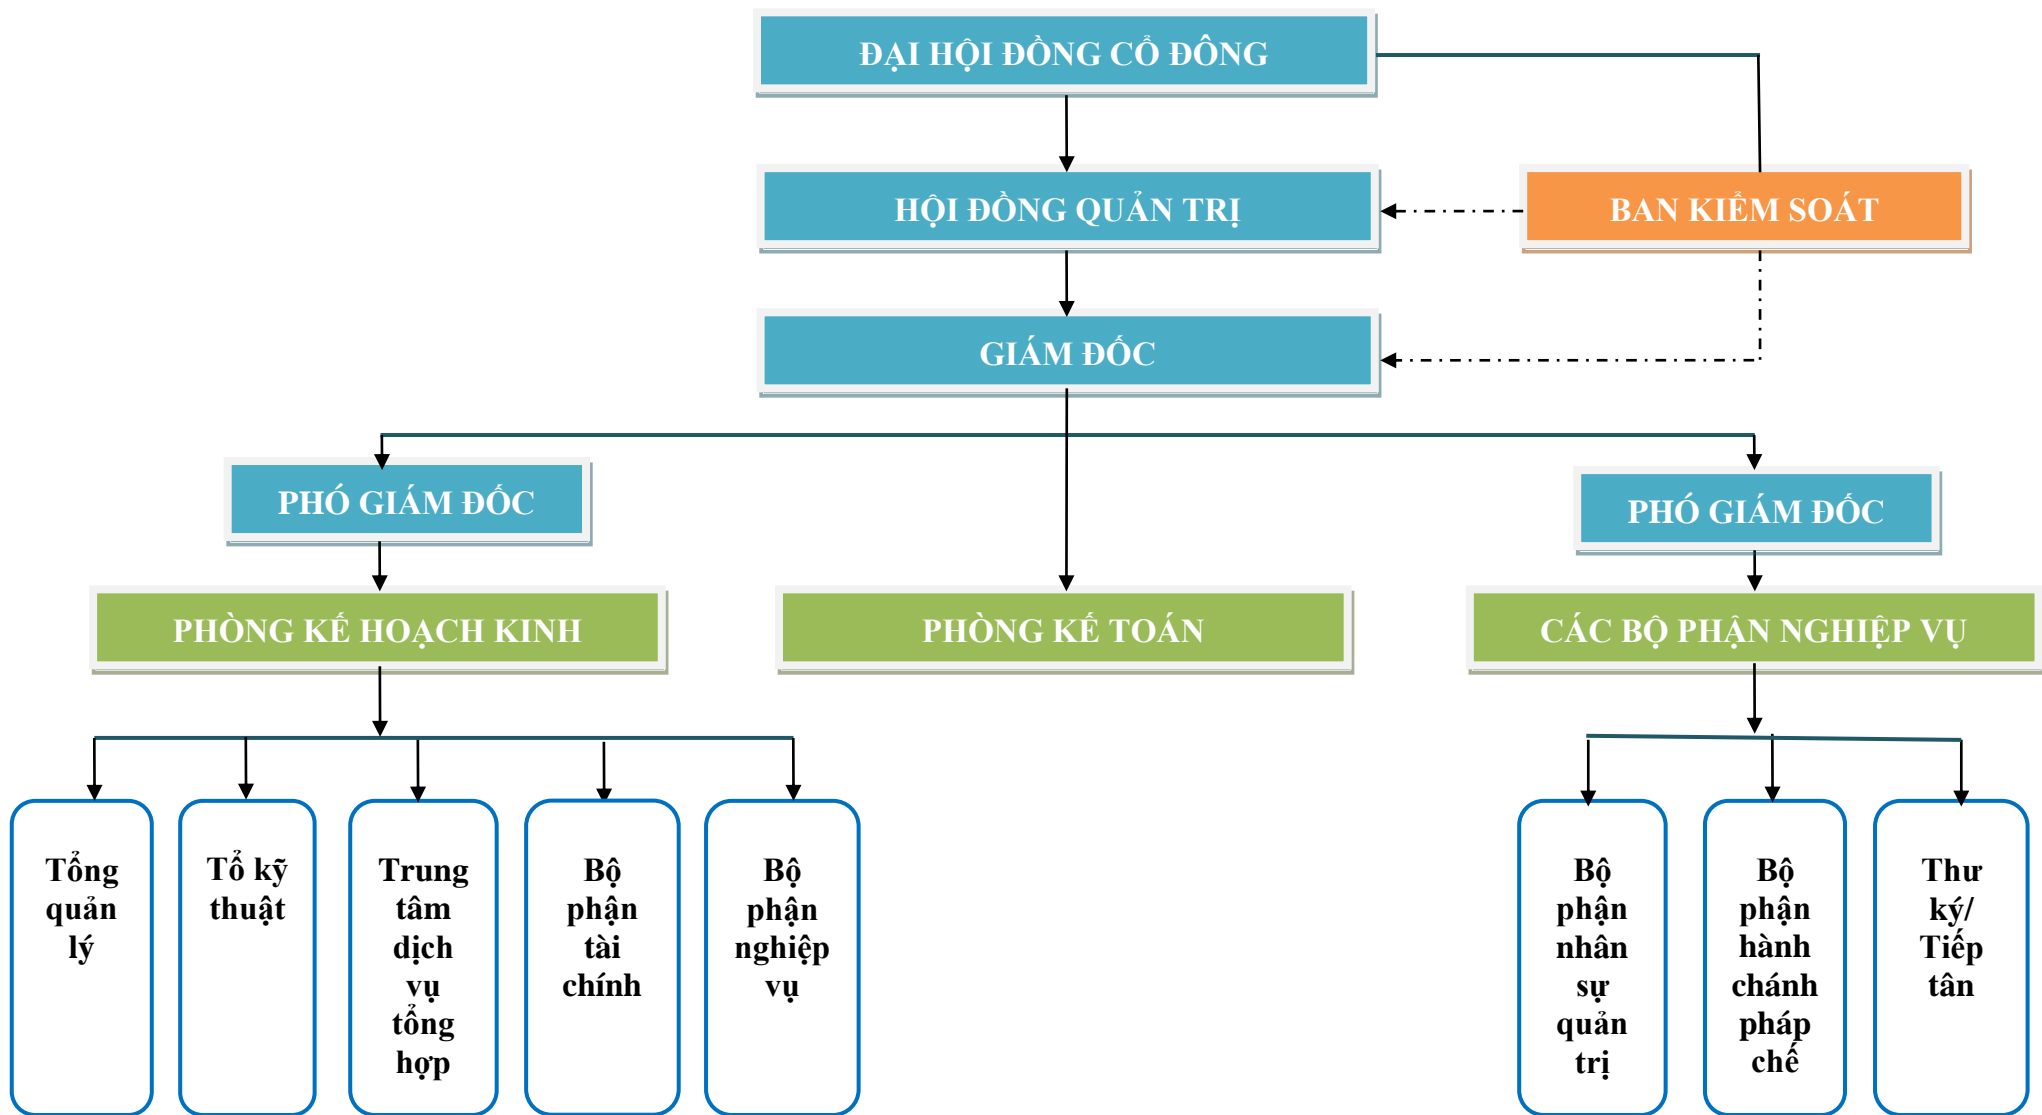 ĐẠI HỘI ĐỒNG CỔ ĐÔNG
HỘI ĐỒNG QUẢN TRỊ
BAN KIỂM SOÁT
GIÁM ĐỐC
PHÓ GIÁM ĐỐC
PHÓ GIÁM ĐỐC
PHÒNG KẾ HOẠCH KINH
PHÒNG KẾ TOÁN
CÁC BỘ PHẬN NGHIỆP VỤ
Tổng
quản
lý
Tổ kỹ
thuật
Trung
tâm
dịch
vụ
tổng
hợp
Bộ
phận
tài
chính
Bộ
phận
nghiệp
vụ
Bộ
phận
nhân
sự
quản
trị
Bộ
phận
hành
chánh
pháp
chế
Thư
ký/
Tiếp
tân